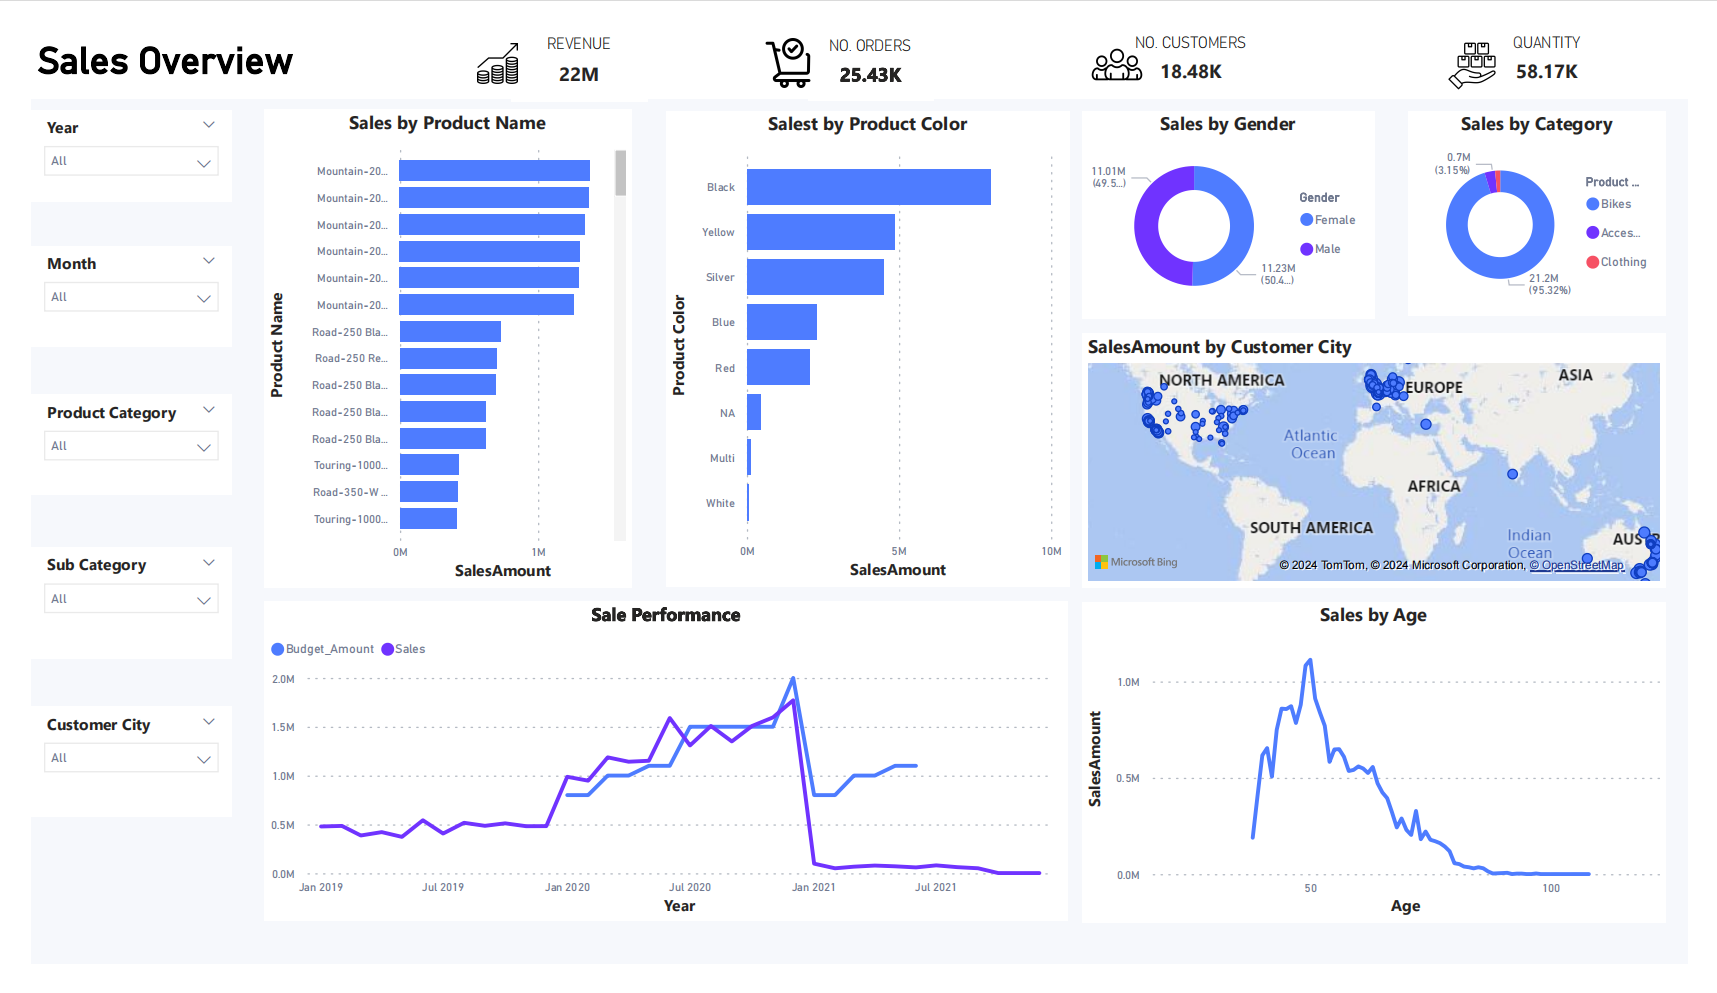 Sales Overview
REVENUE
22M
NO. ORDERS
25.43K
NO. CUSTOMERS
18.48K
QUANTITY
58.17K
Year
All
Month
All
Product Category
All
Sub Category
All
Customer City
All
Sales by Product Name
Product Name
Mountain-20...
Mountain-20...
Mountain-20...
Mountain-20...
Mountain-20...
Mountain-20...
Road-250 Bla...
Road-250 Re...
Road-250 Bla...
Road-250 Bla...
Road-250 Bla...
Touring-1000...
Road-350-W ...
Touring-1000...
0M 1M
SalesAmount
Salest by Product Color
Product Color
Black
Yellow
Silver
Blue
Red
NA
Multi
White
0M 5M 10M
SalesAmount
Sales by Gender
11.01M
(49.5...)
11.23M
(50.4...)
Gender
Female
Male
Sales by Category
0.7M
(3.15%)
21.2M
(95.32%)
Product ...
Bikes
Acces...
Clothing
SalesAmount by Customer City
NORTH AMERICA
EUROPE
ASIA
Atlantic
Ocean
AFRICA
SOUTH AMERICA
Indian
Ocean
Microsoft Bing
© 2024 TomTom, © 2024 Microsoft Corporation, © OpenStreetMap
Sale Performance
Budget_Amount Sales
2.0M
1.5M
1.0M
0.5M
0.0M
Jan 2019 Jul 2019 Jan 2020 Jul 2020 Jan 2021 Jul 2021
Year
Sales by Age
SalesAmount
1.0M
0.5M
0.0M
50 100
Age